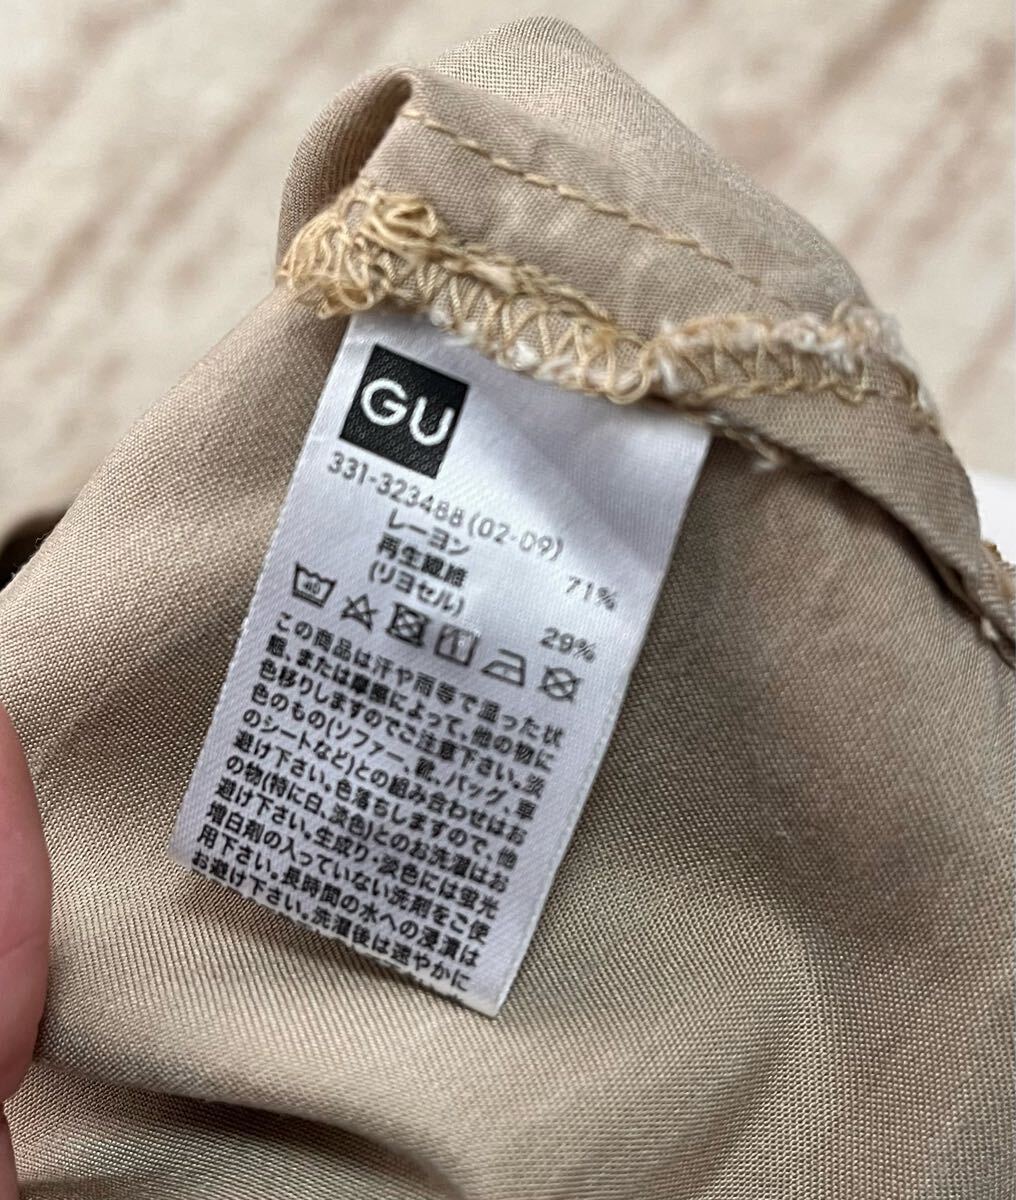 GU
331-323488(02-09)
レーヨン 71%
再生繊維
(リヨセル) 29%
40
この商品は汗や雨等で湿った状
態、または摩擦によって、他の物に
色移りしますのでご注意下さい。淡
色のもの(ソファー、靴、バッグ、車
のシートなど)との組み合わせはお
避け下さい。色落ちしますので、他
の物(特に白、淡色)とのお洗濯はお
避け下さい。生成り・淡色には蛍光
増白剤の入っていない洗剤をご使
用下さい。長時間の水への浸漬は
お避け下さい。洗濯後は速やかに